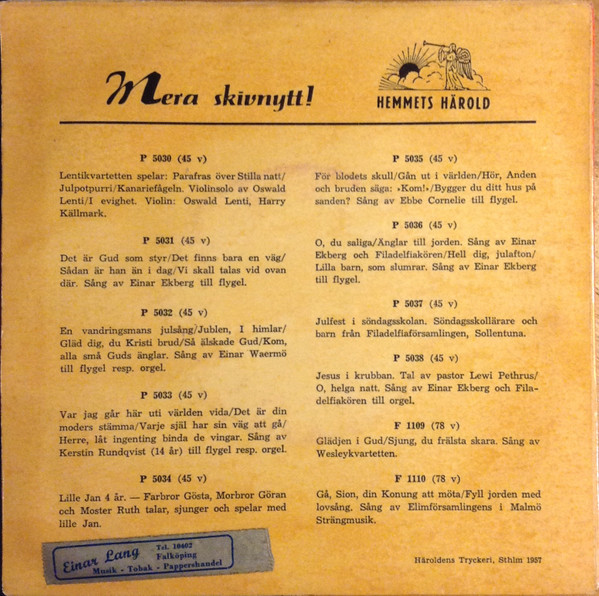 Mera skivnytt!
HEMMETS HÄROLD
P 5030 (45 v)
Lentikvartetten spelar: Parafras över Stilla natt/
Julpotpurri/Kanariefågeln. Violinsolo av Oswald
Lenti/I evighet. Violin: Oswald Lenti, Harry
Källmark.
P 5031 (45 v)
Det är Gud som styr/Det finns bara en väg/
Sådan är han än i dag/Vi skall talas vid ovan
där. Sång av Einar Ekberg till flygel.
P 5032 (45 v)
En vandringsmans julsång/Jublen, I himlar/
Gläd dig, du Kristi brud/Så älskade Gud/Kom,
alla små Guds änglar. Sång av Einar Waermö
till flygel resp. orgel.
P 5033 (45 v)
Var jag går här uti världen vida/Det är din
moders stämma/Varje själ har sin väg att gå/
Herre, låt ingenting binda de vingar. Sång av
Kerstin Rundqvist (14 år) till flygel resp. orgel.
P 5034 (45 v)
Lille Jan 4 år. — Farbror Gösta, Morbror Göran
och Moster Ruth talar, sjunger och spelar med
lille Jan.
P 5035 (45 v)
För blodets skull/Gån ut i världen/Hör, Anden
och bruden säga: »Kom!»/Bygger du ditt hus på
sanden? Sång av Ebbe Cornelie till flygel.
P 5036 (45 v)
O, du saliga/Änglar till jorden. Sång av Einar
Ekberg och Filadelfiakören/Hell dig, julafton/
Lilla barn, som slumrar. Sång av Einar Ekberg
till flygel.
P 5037 (45 v)
Julfest i söndagsskolan. Söndagsskollärare och
barn från Filadelfiaförsamlingen, Sollentuna.
P 5038 (45 v)
Jesus i krubban. Tal av pastor Lewi Pethrus/
O, helga natt. Sång av Einar Ekberg och Fila-
delfiakören till orgel.
F 1109 (78 v)
Glädjen i Gud/Sjung, du frälsta skara. Sång av
Wesleykvartetten.
F 1110 (78 v)
Gå, Sion, din Konung att möta/Fyll jorden med
lovsång. Sång av Elimförsamlingens i Malmö
Strängmusik.
Einar Lang
Tel. 10402
Falköping
Musik - Tobak - Pappershandel
Häroldens Tryckeri, Sthlm 1957